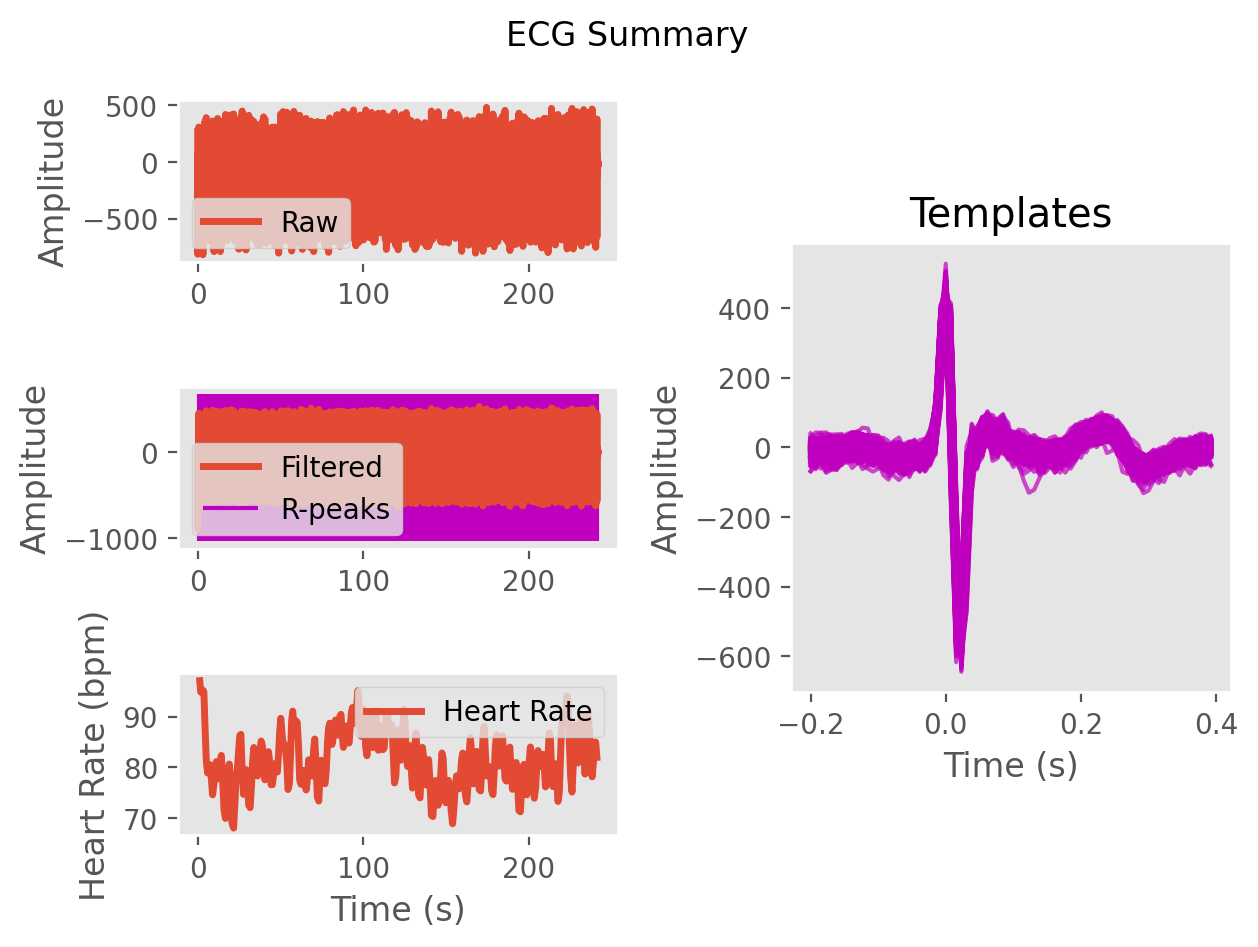 ECG Summary
Amplitude
500
0
−500
Raw
0
100
200
Amplitude
0
−1000
Filtered
R-peaks
0
100
200
Heart Rate (bpm)
90
80
70
Heart Rate
0
100
200
Time (s)
Templates
Amplitude
400
200
0
−200
−400
−600
−0.2
0.0
0.2
0.4
Time (s)